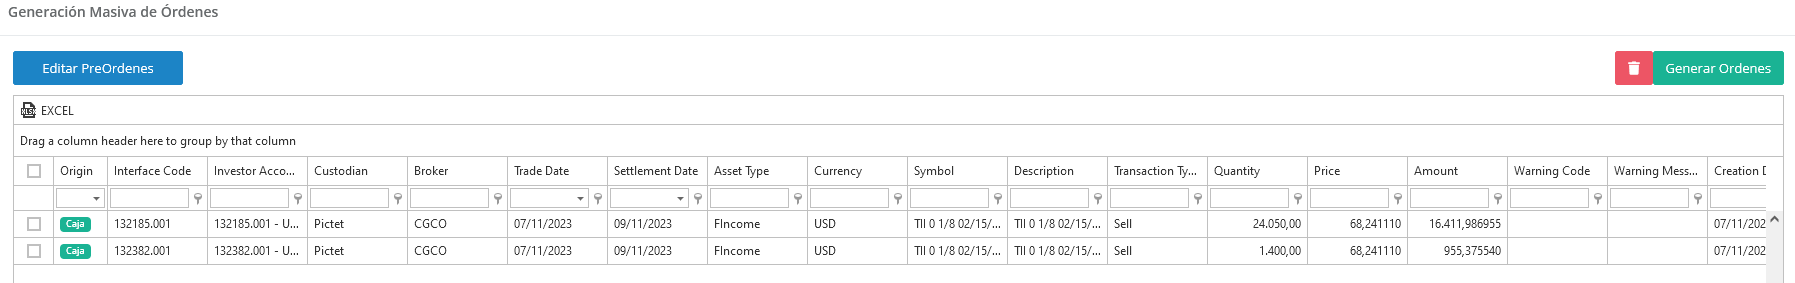 Generación Masiva de Órdenes
Editar PreOrdenes Generar Ordenes
EXCEL
Drag a column header here to group by that column
Origin Interface Code Investor Acco... Custodian Broker Trade Date Settlement Date Asset Type Currency Symbol Description Transaction Ty... Quantity Price Amount Warning Code Warning Mess... Creation D
Caja 132185.001 132185.001 - U... Pictet CGCO 07/11/2023 09/11/2023 FIncome USD TII 0 1/8 02/15/... TII 0 1/8 02/15/... Sell 24.050,00 68,241110 16.411,986955 07/11/202
Caja 132382.001 132382.001 - U... Pictet CGCO 07/11/2023 09/11/2023 FIncome USD TII 0 1/8 02/15/... TII 0 1/8 02/15/... Sell 1.400,00 68,241110 955,375540 07/11/202